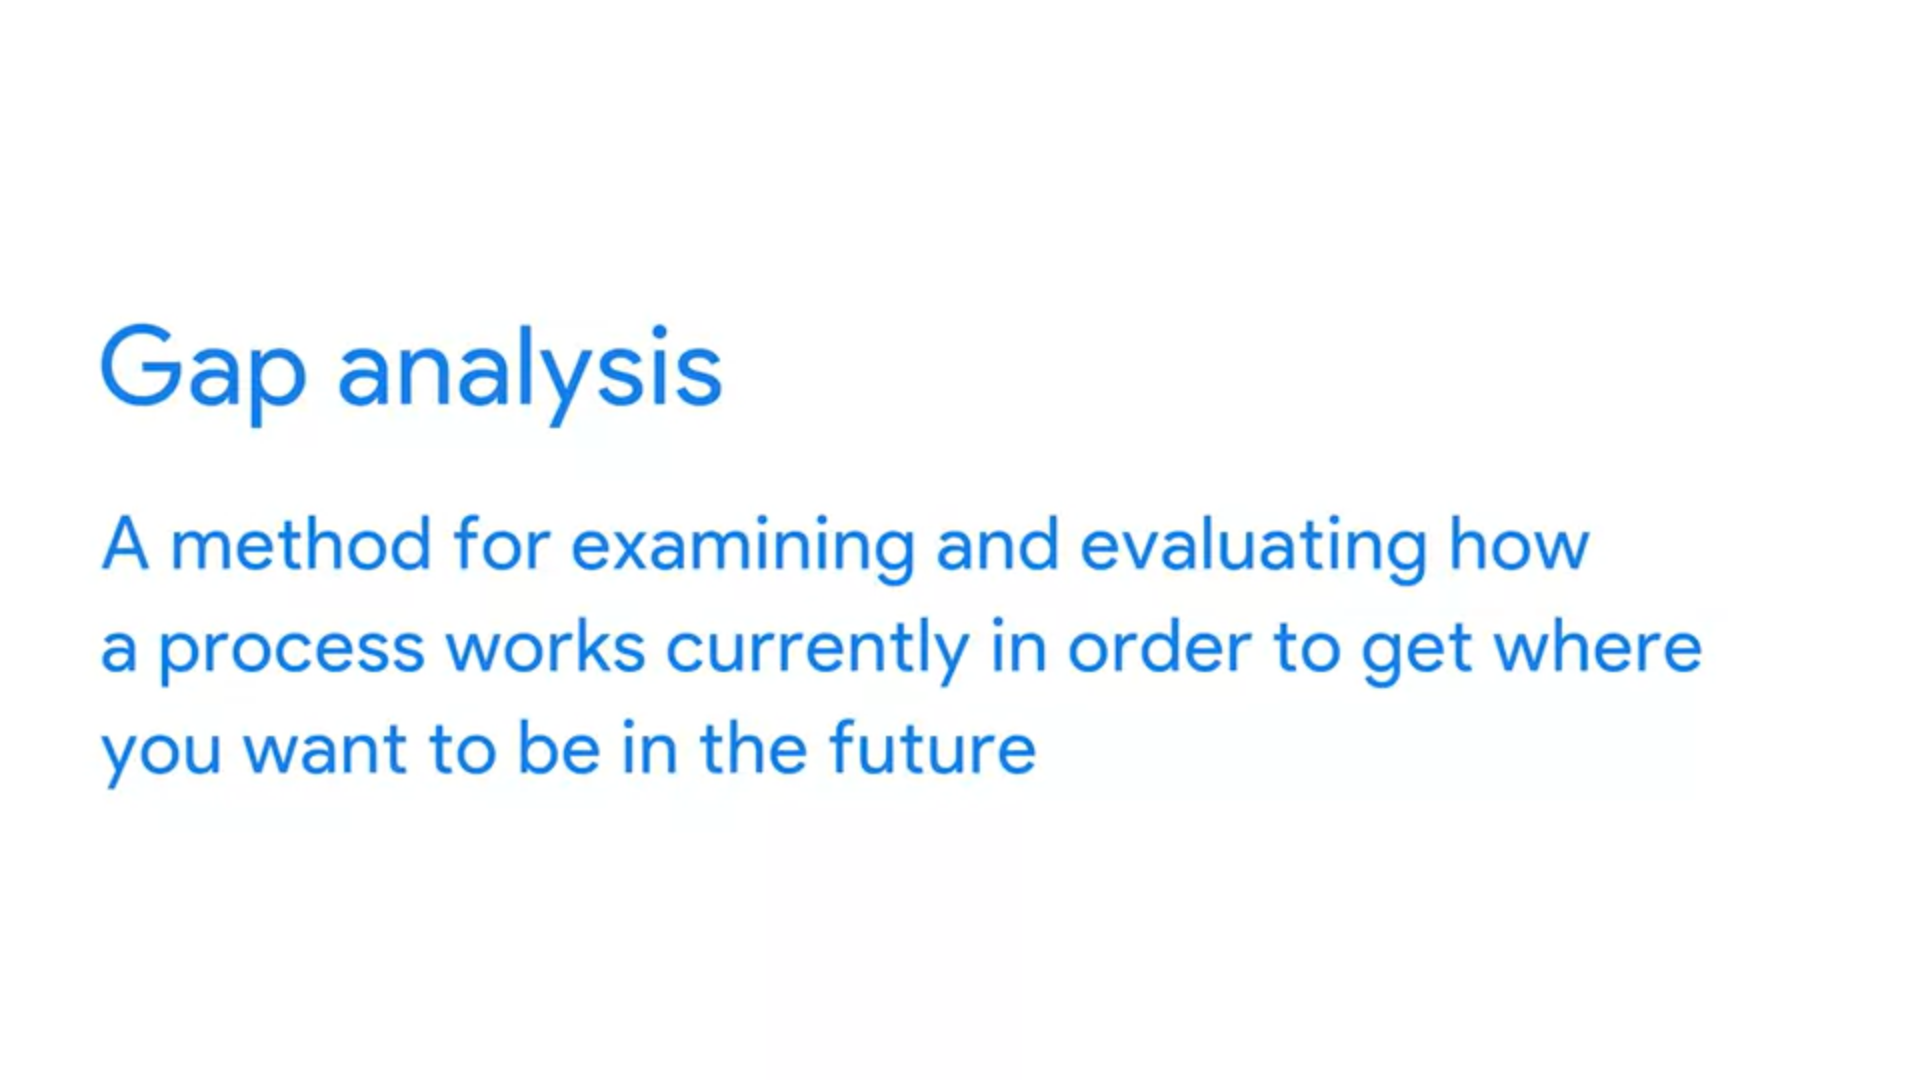 Gap analysis
A method for examining and evaluating how
a process works currently in order to get where
you want to be in the future